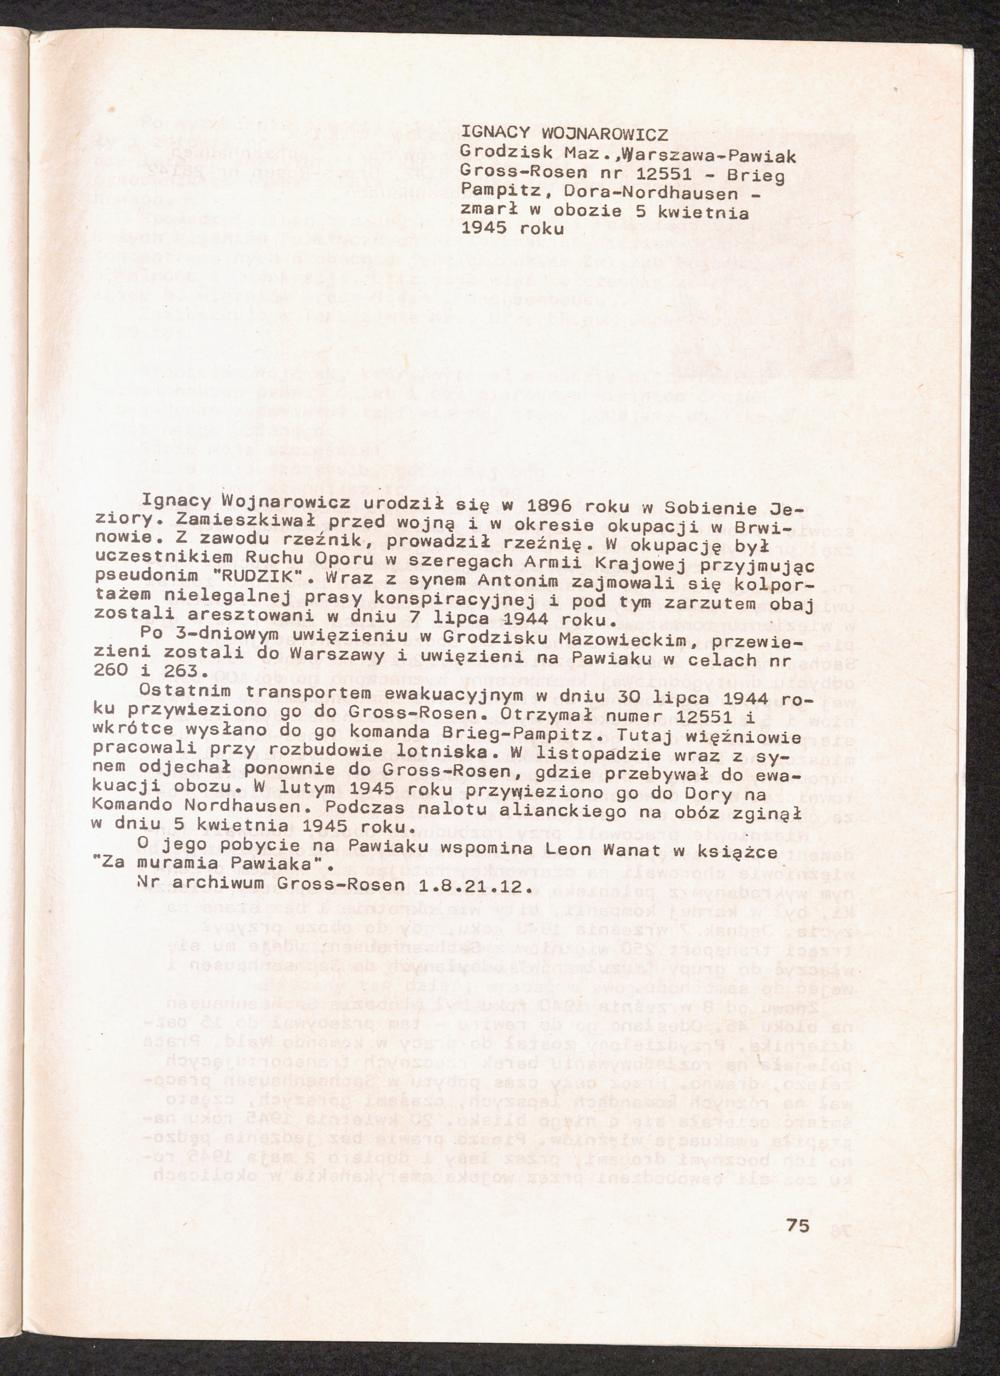 IGNACY WOJNAROWICZ
Grodzisk Maz.,Warszawa-Pawiak
Gross-Rosen nr 12551 - Brieg
Pampitz, Dora-Nordhausen -
zmarł w obozie 5 kwietnia
1945 roku
Ignacy Wojnarowicz urodził się w 1896 roku w Sobienie Je-
ziory. Zamieszkiwał przed wojną i w okresie okupacji w Brwi-
nowie. Z zawodu rzeźnik, prowadził rzeźnię. W okupację był
uczestnikiem Ruchu Oporu w szeregach Armii Krajowej przyjmując
pseudonim "RUDZIK". Wraz z synem Antonim zajmowali się kolpor-
tażem nielegalnej prasy konspiracyjnej i pod tym zarzutem obaj
zostali aresztowani w dniu 7 lipca 1944 roku.
Po 3-dniowym uwięzieniu w Grodzisku Mazowieckim, przewie-
zieni zostali do Warszawy i uwięzieni na Pawiaku w celach nr
260 i 263.
Ostatnim transportem ewakuacyjnym w dniu 30 lipca 1944 ro-
ku przywieziono go do Gross-Rosen. Otrzymał numer 12551 i
wkrótce wysłano do go komanda Brieg-Pampitz. Tutaj więźniowie
pracowali przy rozbudowie lotniska. W listopadzie wraz z sy-
nem odjechał ponownie do Gross-Rosen, gdzie przebywał do ewa-
kuacji obozu. W lutym 1945 roku przywieziono go do Dory na
Komando Nordhausen. Podczas nalotu alianckiego na obóz zginął
w dniu 5 kwietnia 1945 roku.
O jego pobycie na Pawiaku wspomina Leon Wanat w książce
"Za muramia Pawiaka".
Nr archiwum Gross-Rosen 1.8.21.12.
75